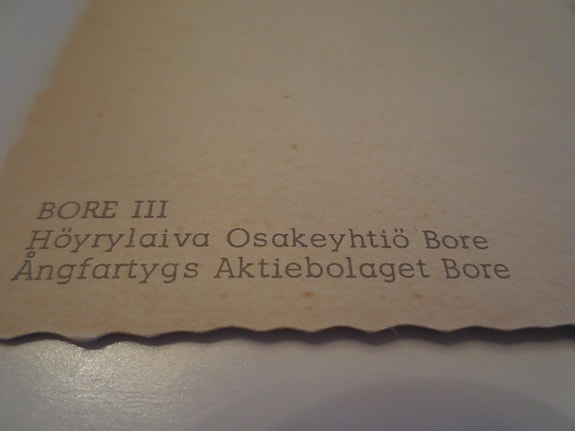 BORE III
Höyrylaiva Osakeyhtiö Bore
Ångfartygs Aktiebolaget Bore